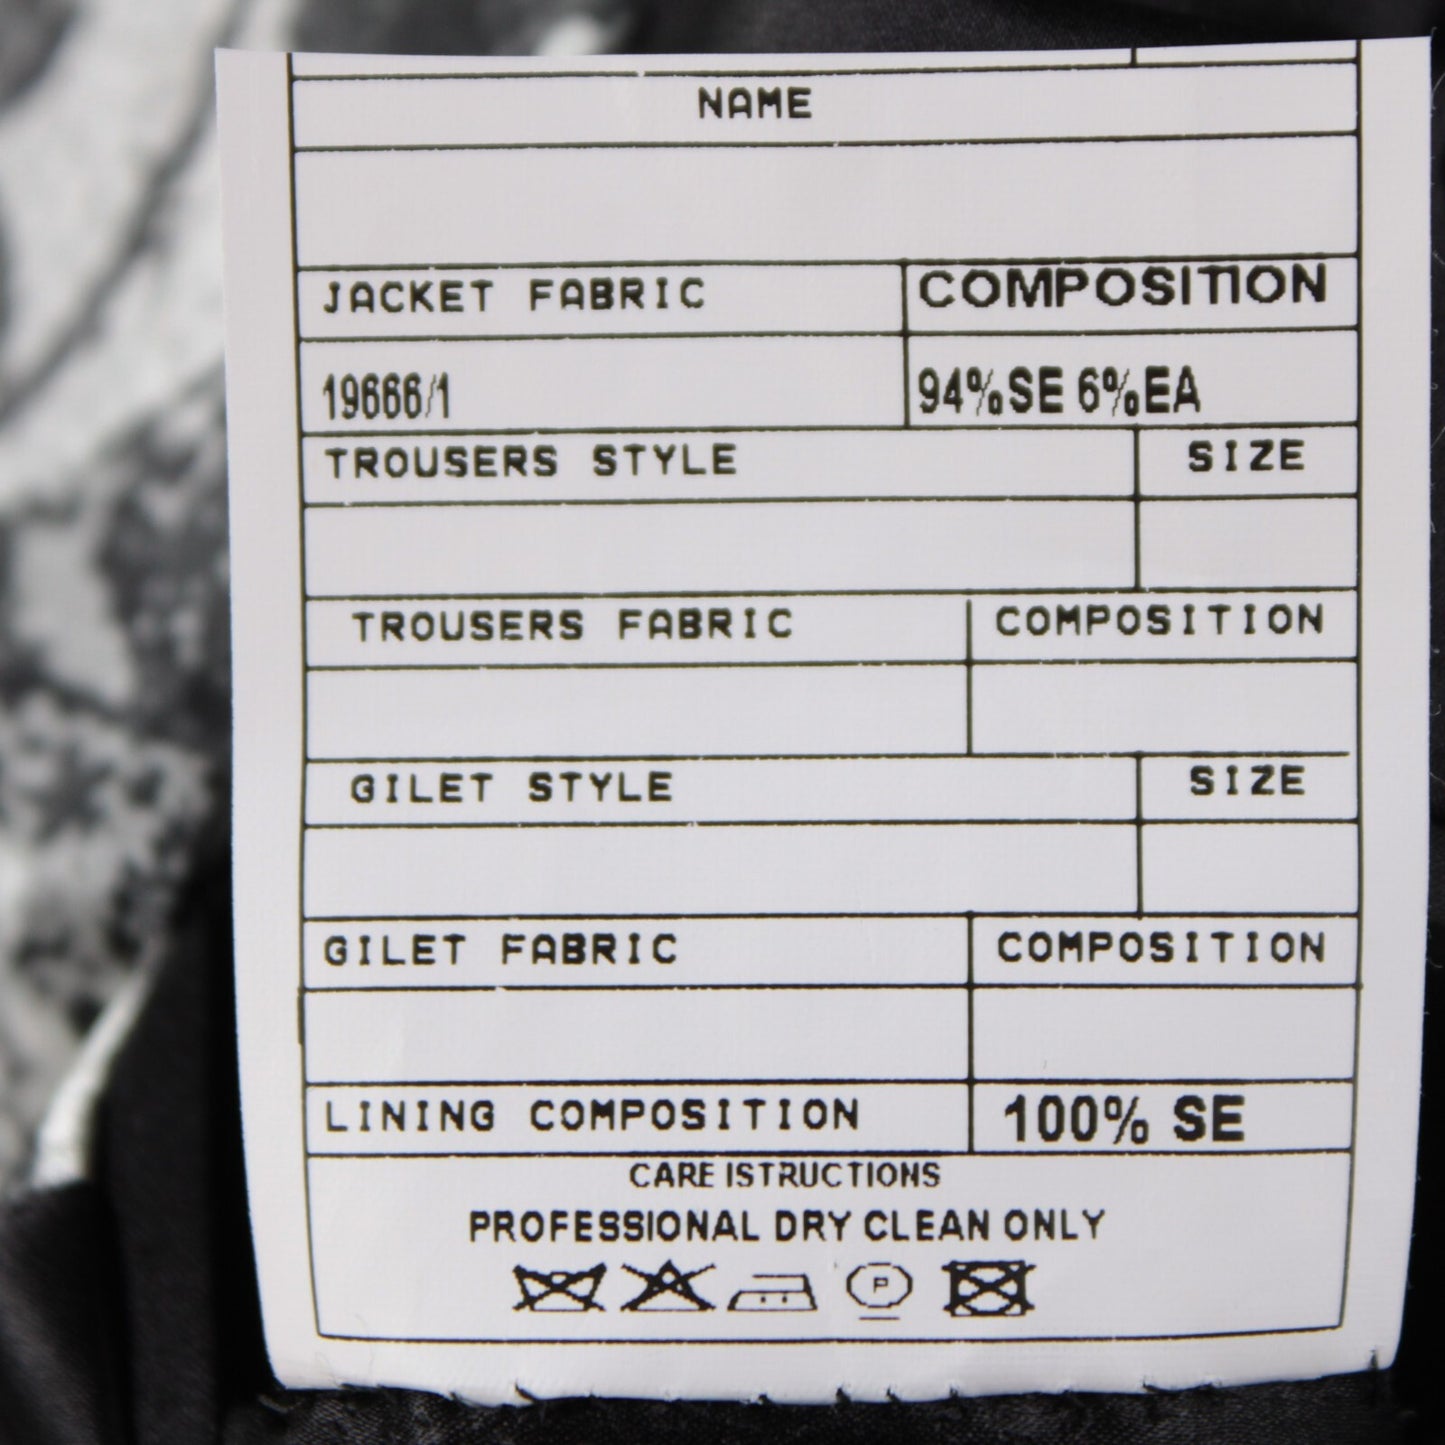 NAME
JACKET FABRIC COMPOSITION
19666/1 94%SE 6%EA
TROUSERS STYLE SIZE
TROUSERS FABRIC COMPOSITION
GILET STYLE SIZE
GILET FABRIC COMPOSITION
LINING COMPOSITION 100% SE
CARE ISTRUCTIONS
PROFESSIONAL DRY CLEAN ONLY
P